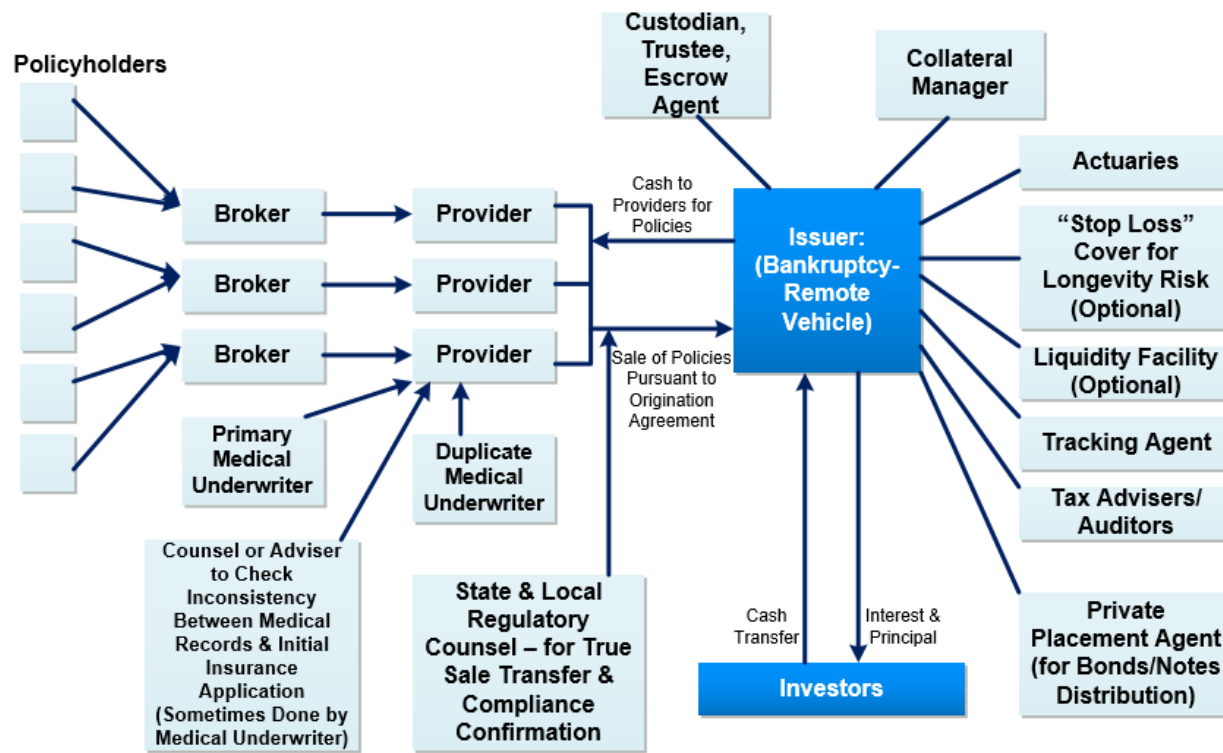 Policyholders
Custodian,
Trustee,
Escrow
Agent
Collateral
Manager
Broker
Broker
Broker
Provider
Provider
Provider
Cash to
Providers for
Policies
Issuer:
(Bankruptcy-
Remote
Vehicle)
Sale of Policies
Pursuant to
Origination
Agreement
Actuaries
“Stop Loss”
Cover for
Longevity Risk
(Optional)
Liquidity Facility
(Optional)
Tracking Agent
Tax Advisers/
Auditors
Private
Placement Agent
(for Bonds/Notes
Distribution)
Primary
Medical
Underwriter
Duplicate
Medical
Underwriter
Counsel or Adviser
to Check
Inconsistency
Between Medical
Records & Initial
Insurance
Application
(Sometimes Done by
Medical Underwriter)
State & Local
Regulatory
Counsel – for True
Sale Transfer &
Compliance
Confirmation
Cash
Transfer
Interest &
Principal
Investors